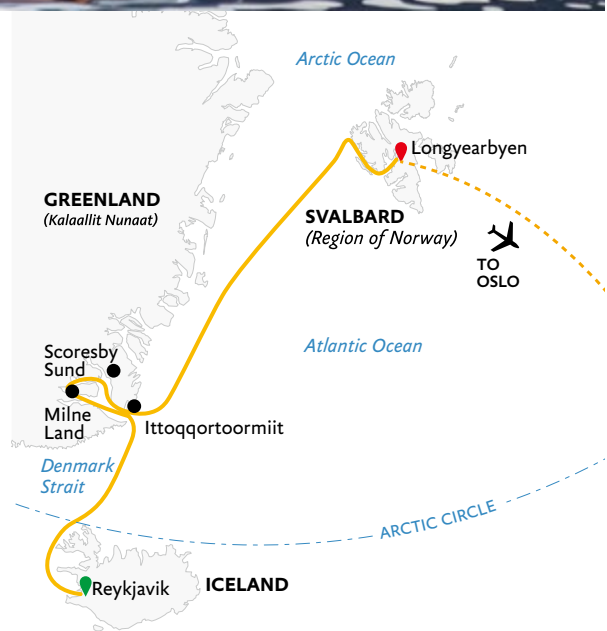 Arctic Ocean
Longyearbyen
GREENLAND
(Kalaallit Nunaat)
SVALBARD
(Region of Norway)
TO
OSLO
Scoresby
Sund
Atlantic Ocean
Milne
Land
Ittoqqortoormiit
Denmark
Strait
ARCTIC CIRCLE
Reykjavik
ICELAND